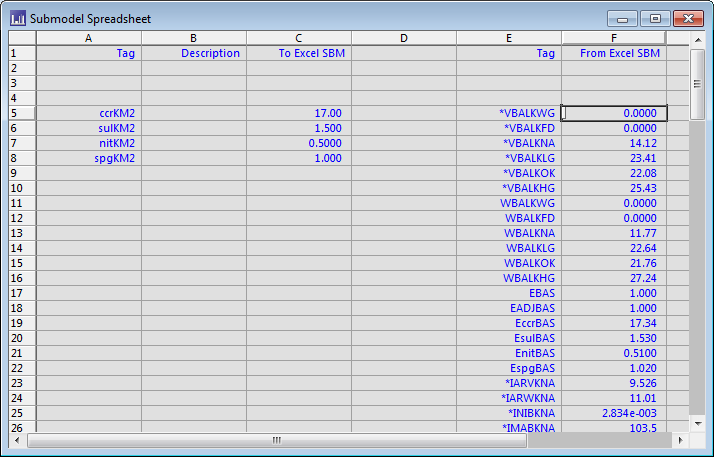 Submodel Spreadsheet
A B C D E F
1 Tag Description To Excel SBM Tag From Excel SBM
2
3
4
5 ccrKM2 17.00 *VBALKWG 0.0000
6 sulKM2 1.500 *VBALKFD 0.0000
7 nitKM2 0.5000 *VBALKNA 14.12
8 spgKM2 1.000 *VBALKLG 23.41
9 *VBALKOK 22.08
10 *VBALKHG 25.43
11 WBALKWG 0.0000
12 WBALKFD 0.0000
13 WBALKNA 11.77
14 WBALKLG 22.64
15 WBALKOK 21.76
16 WBALKHG 27.24
17 EBAS 1.000
18 EADJBAS 1.000
19 EccrBAS 17.34
20 EsulBAS 1.530
21 EnitBAS 0.5100
22 EspgBAS 1.020
23 *IARVKNA 9.526
24 *IARWKNA 11.01
25 *INIBKNA 2.834e-003
26 *IMABKNA 103.5